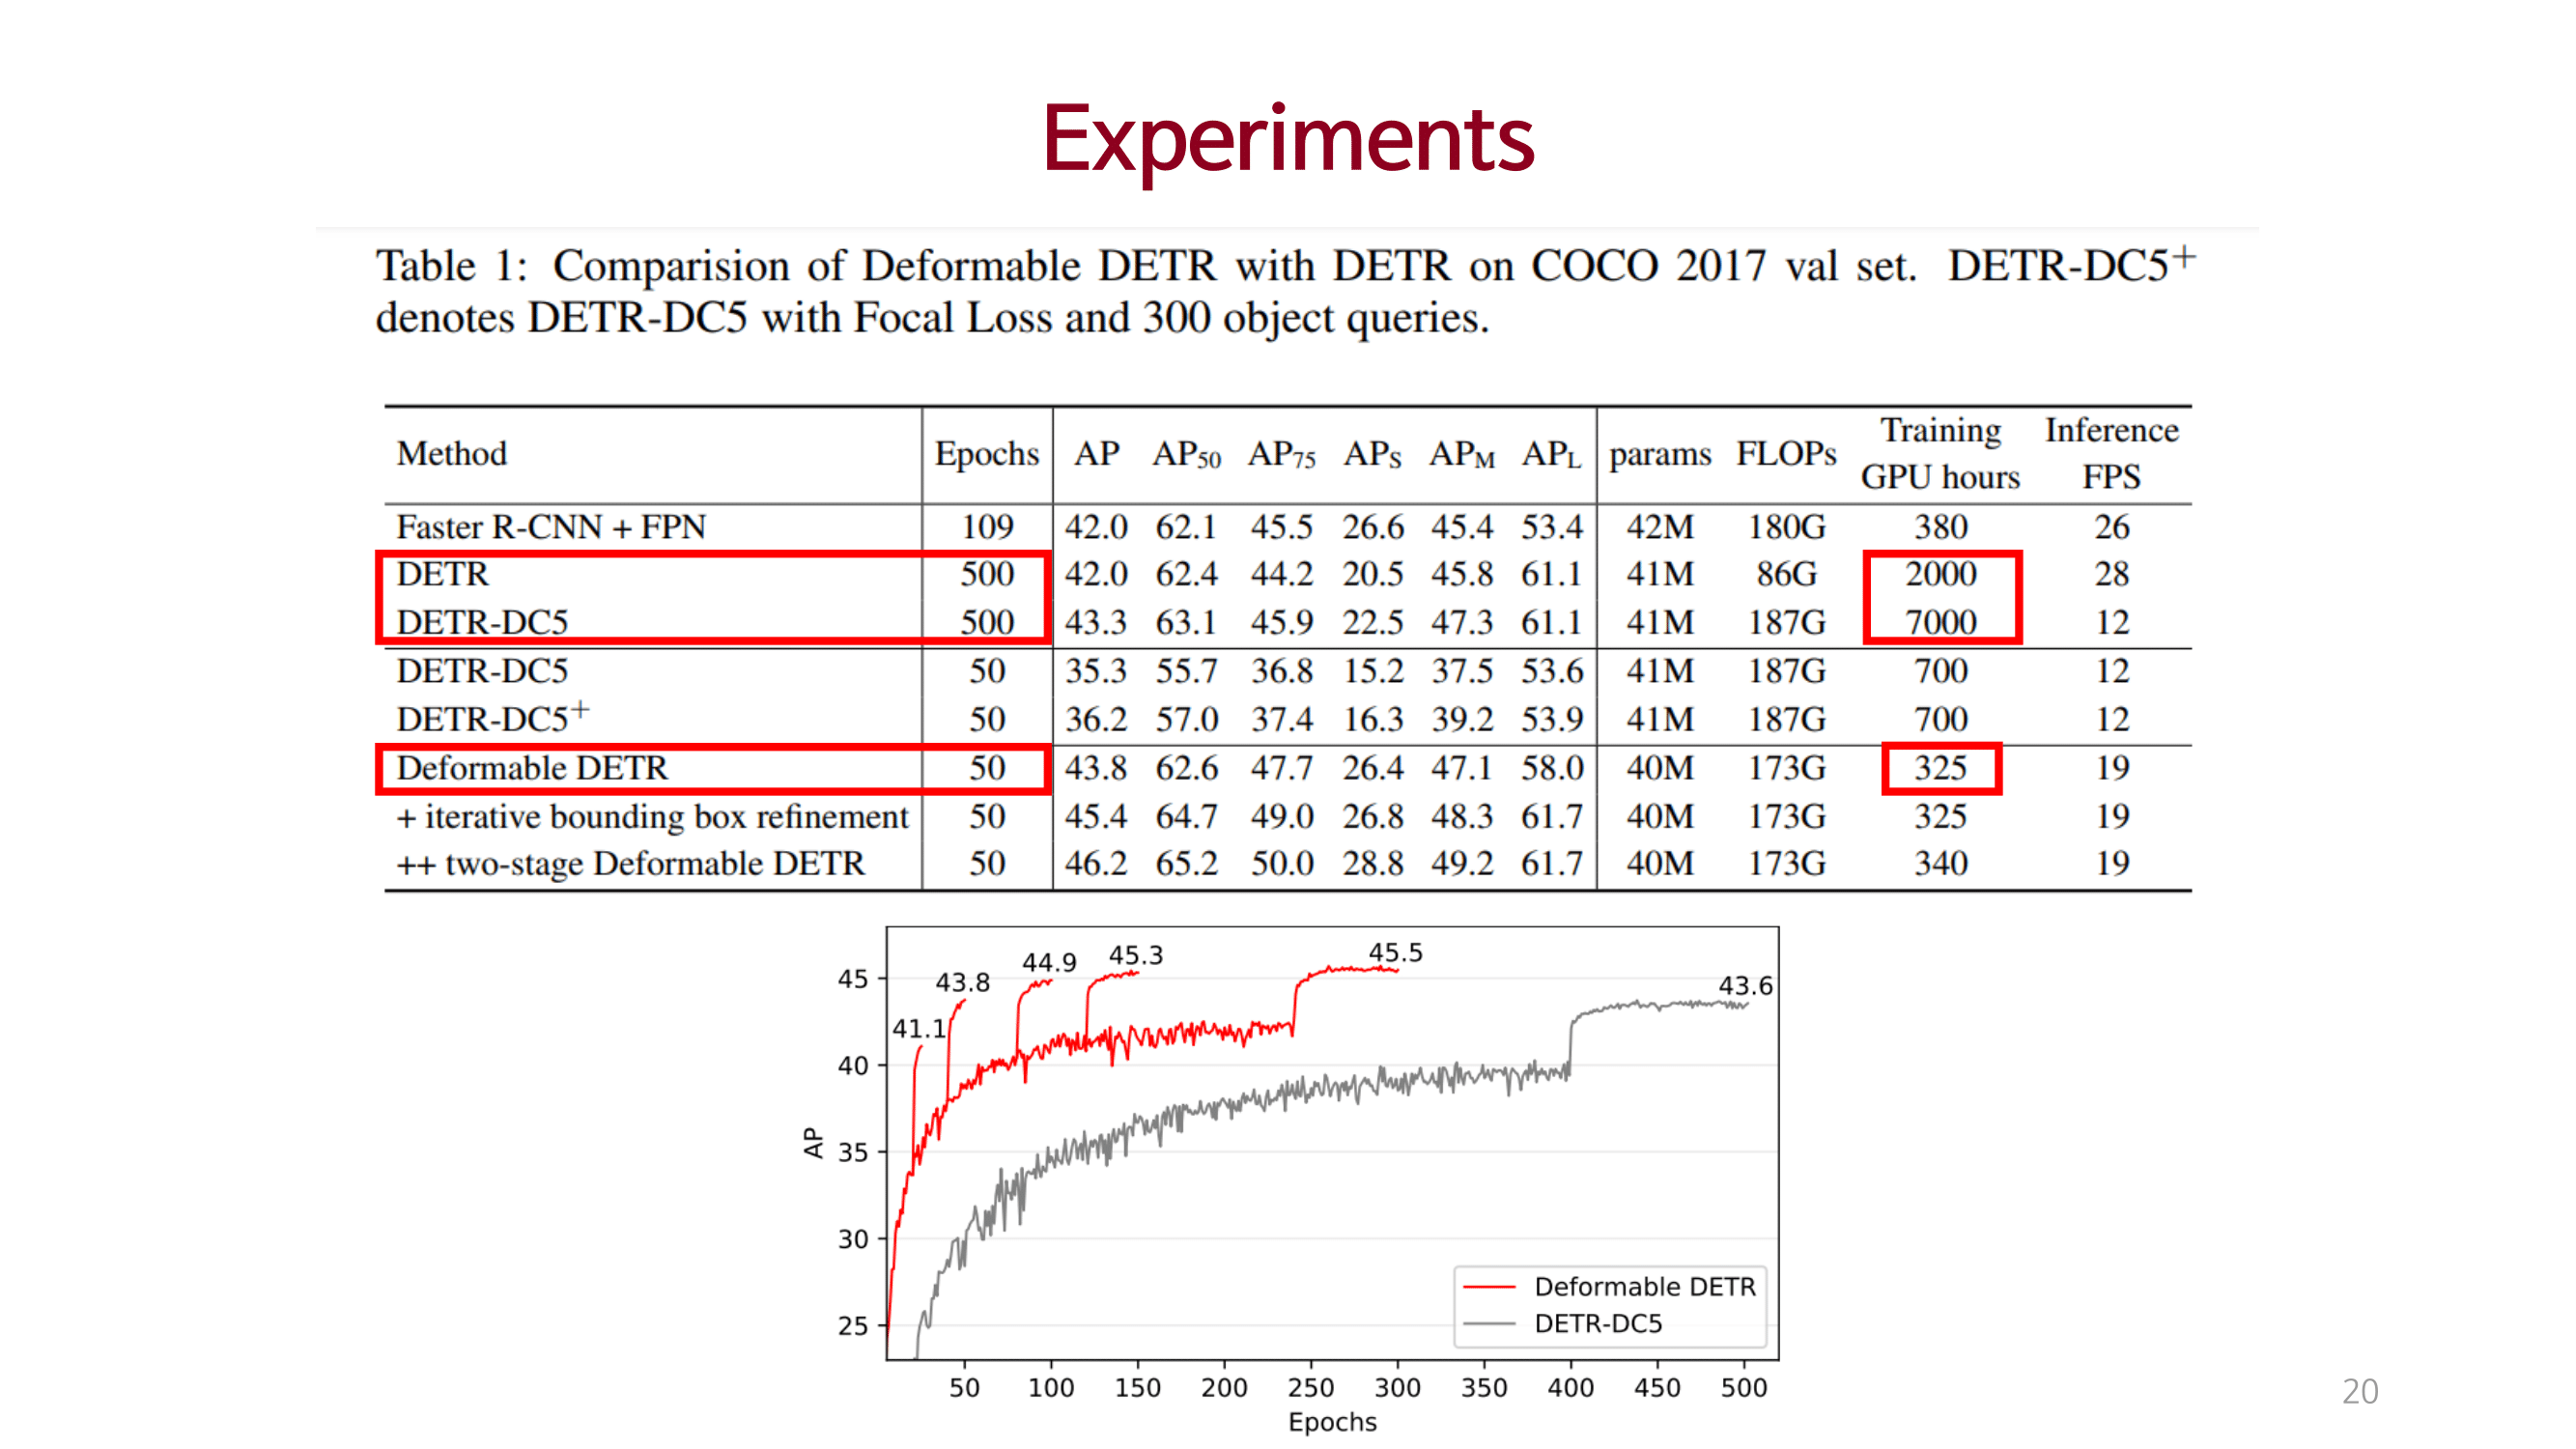 Experiments
Table 1: Comparision of Deformable DETR with DETR on COCO 2017 val set. DETR-DC5+
denotes DETR-DC5 with Focal Loss and 300 object queries.
Method Epochs AP AP50 AP75 APS APM APL params FLOPs Training GPU hours Inference FPS
Faster R-CNN + FPN 109 42.0 62.1 45.5 26.6 45.4 53.4 42M 180G 380 26
DETR 500 42.0 62.4 44.2 20.5 45.8 61.1 41M 86G 2000 28
DETR-DC5 500 43.3 63.1 45.9 22.5 47.3 61.1 41M 187G 7000 12
DETR-DC5 50 35.3 55.7 36.8 15.2 37.5 53.6 41M 187G 700 12
DETR-DC5+ 50 36.2 57.0 37.4 16.3 39.2 53.9 41M 187G 700 12
Deformable DETR 50 43.8 62.6 47.7 26.4 47.1 58.0 40M 173G 325 19
+ iterative bounding box refinement 50 45.4 64.7 49.0 26.8 48.3 61.7 40M 173G 325 19
++ two-stage Deformable DETR 50 46.2 65.2 50.0 28.8 49.2 61.7 40M 173G 340 19
41.1 43.8 44.9 45.3 45.5 43.6
45
40
35
30
25
AP
Deformable DETR
DETR-DC5
50 100 150 200 250 300 350 400 450 500
Epochs
20